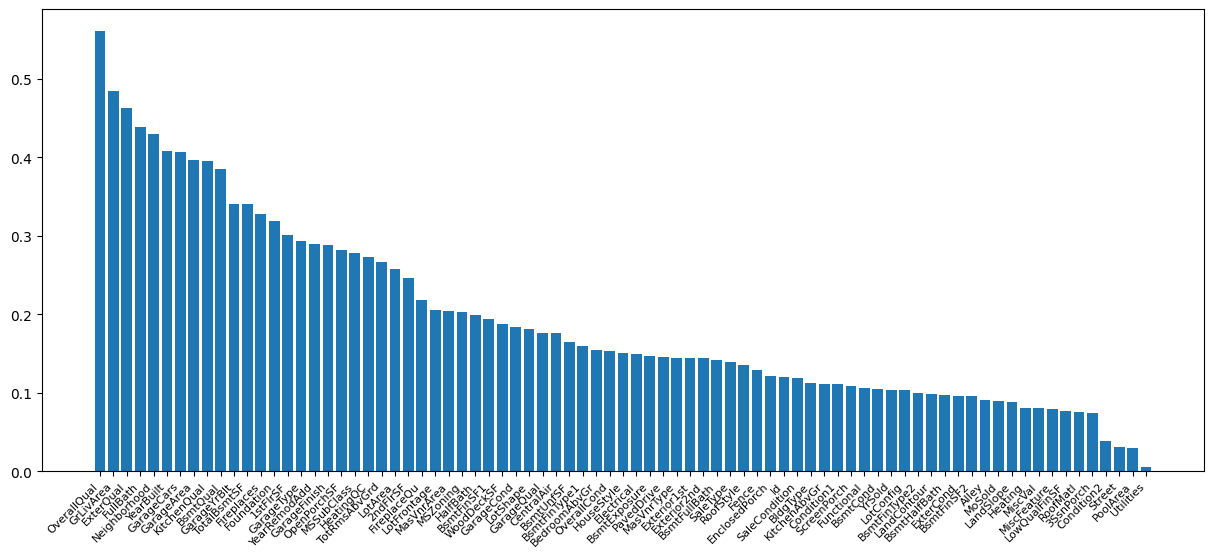 0.5
0.4
0.3
0.2
0.1
0.0
OverallQual
GrLivArea
ExterQual
FullBath
Neighborhood
YearBuilt
GarageCars
GarageArea
KitchenQual
BsmtQual
GarageYrBlt
TotalBsmtSF
Fireplaces
Foundation
1stFlrSF
GarageType
YearRemodAdd
GarageFinish
OpenPorchSF
MSSubClass
HeatingQC
TotRmsAbvGrd
LotArea
2ndFlrSF
FireplaceQu
LotFrontage
MasVnrArea
MSZoning
HalfBath
BsmtFinSF1
WoodDeckSF
GarageCond
LotShape
GarageQual
CentralAir
BsmtUnfSF
BsmtFinType1
BedroomAbvGr
OverallCond
HouseStyle
Electrical
BsmtExposure
PavedDrive
MasVnrType
Exterior1st
Exterior2nd
BsmtFullBath
SaleType
RoofStyle
Fence
EnclosedPorch
Id
SaleCondition
BldgType
KitchenAbvGr
Condition1
ScreenPorch
Functional
BsmtCond
YrSold
LotConfig
BsmtFinType2
LandContour
BsmtHalfBath
ExterCond
BsmtFinSF2
Alley
MoSold
LandSlope
Heating
MiscVal
MiscFeature
LowQualFinSF
RoofMatl
3SsnPorch
Condition2
Street
PoolArea
Utilities